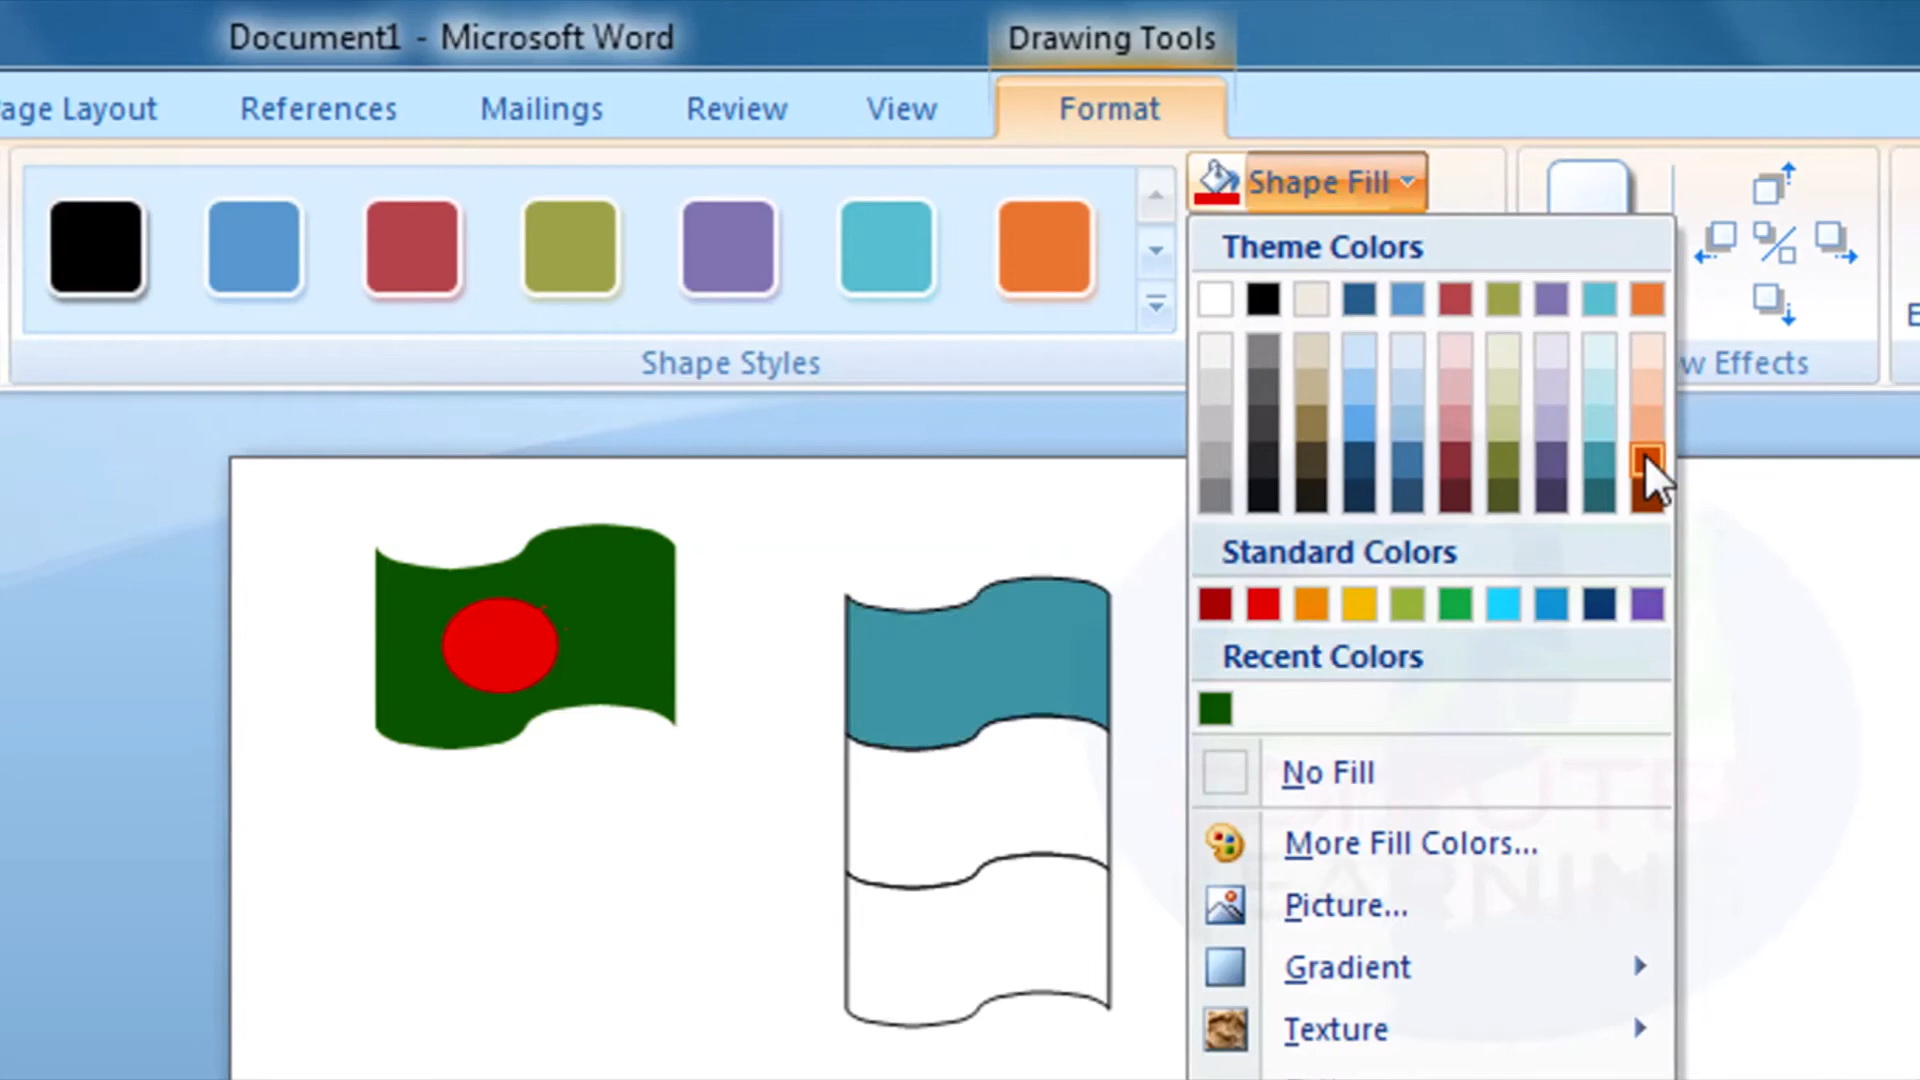 Document1 - Microsoft Word
Drawing Tools
age Layout
References
Mailings
Review
View
Format
Shape Fill
Theme Colors
Shape Styles
w Effects
Standard Colors
Recent Colors
No Fill
More Fill Colors...
Picture...
Gradient
Texture